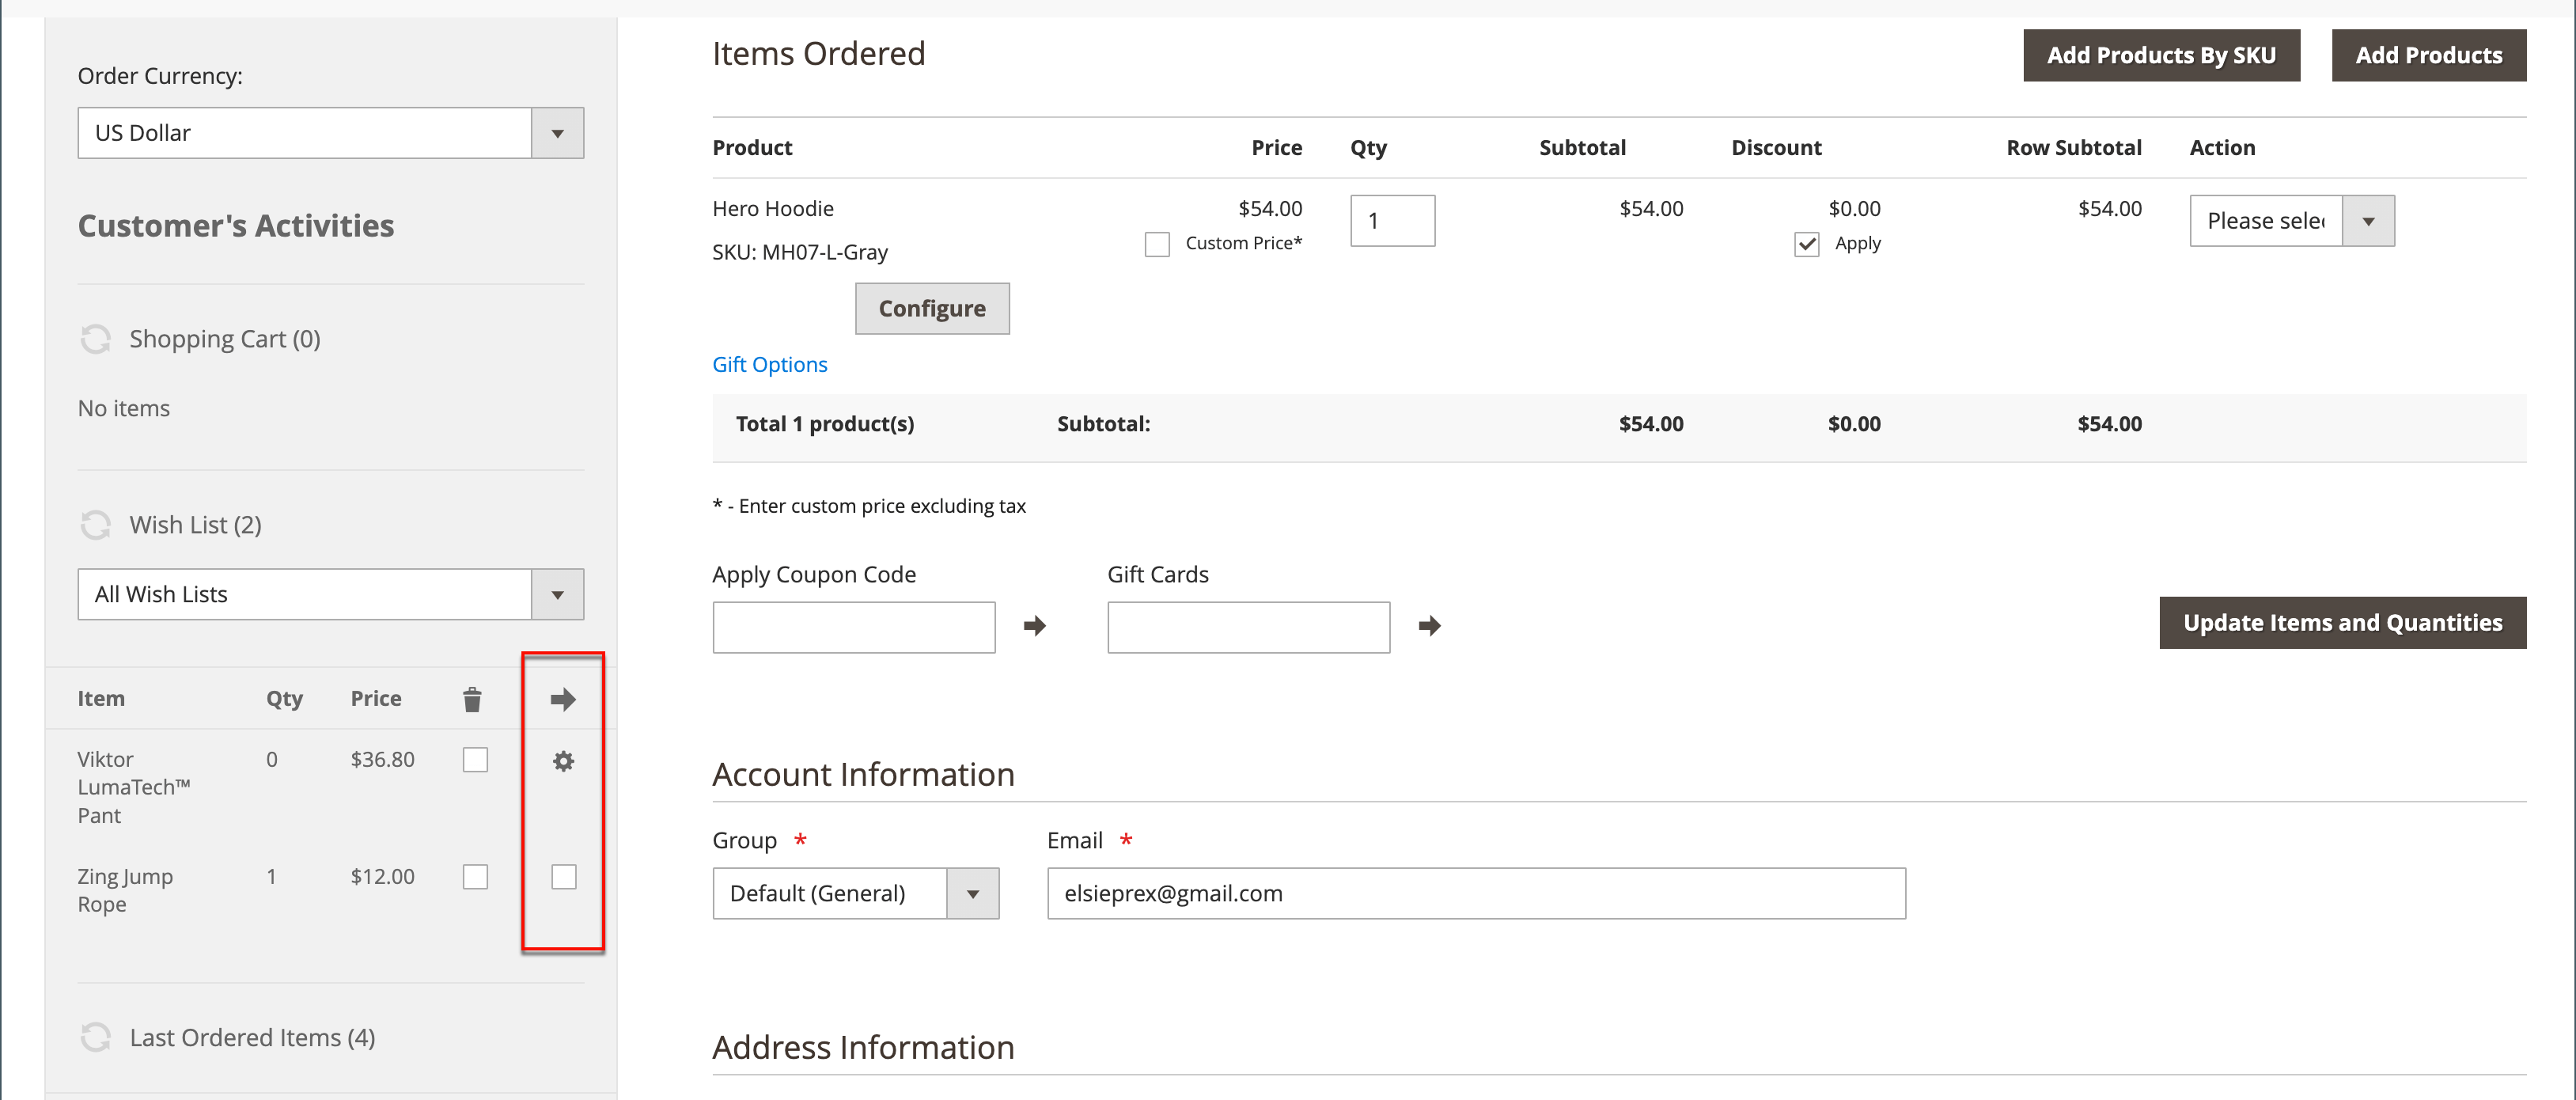 Order Currency:
US Dollar
Customer's Activities
Shopping Cart (0)
No items
Wish List (2)
All Wish Lists
Item Qty Price
Viktor 0 $36.80
LumaTech™
Pant
Zing Jump 1 $12.00
Rope
Last Ordered Items (4)
Items Ordered
Add Products By SKU
Add Products
Product Price Qty Subtotal Discount Row Subtotal Action
Hero Hoodie $54.00 1 $54.00 $0.00 $54.00 Please selec
Custom Price* Apply
SKU: MH07-L-Gray
Configure
Gift Options
Total 1 product(s) Subtotal: $54.00 $0.00 $54.00
* - Enter custom price excluding tax
Apply Coupon Code Gift Cards
Update Items and Quantities
Account Information
Group * Email *
Default (General) elsieprex@gmail.com
Address Information